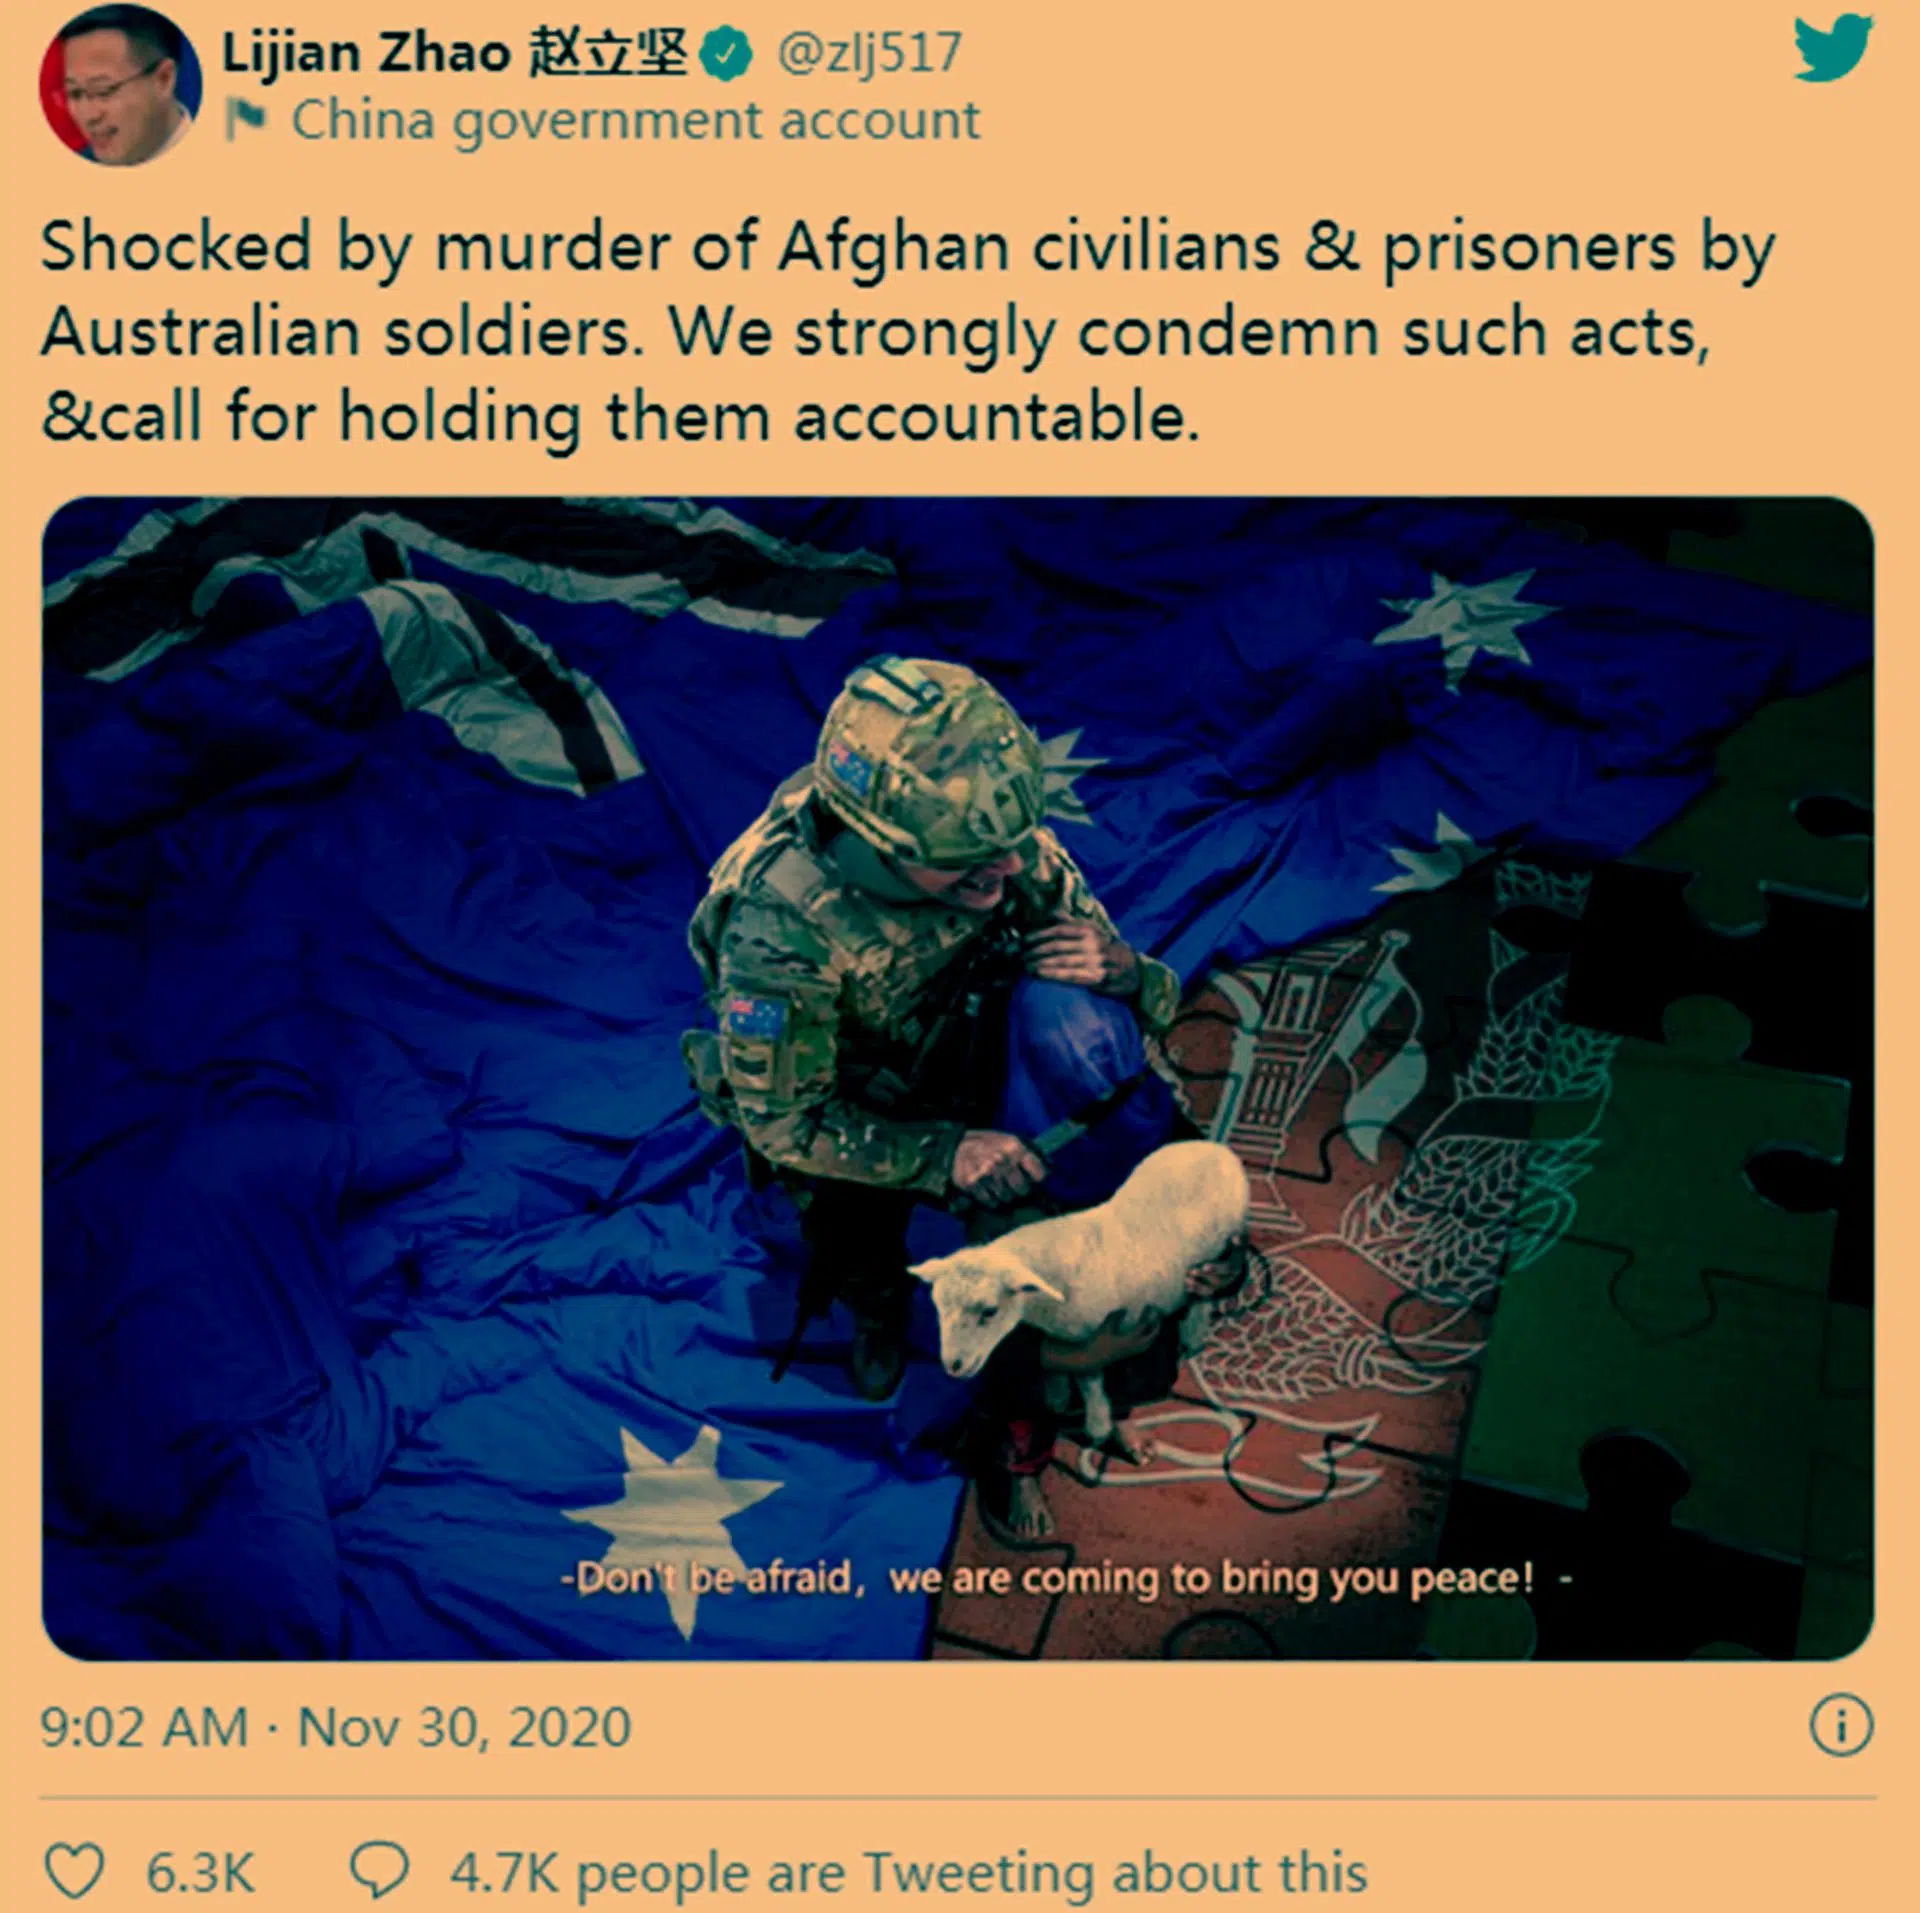 Lijian Zhao 赵立坚 @zlj517
China government account
Shocked by murder of Afghan civilians & prisoners by
Australian soldiers. We strongly condemn such acts,
&call for holding them accountable.
-Don't be afraid, we are coming to bring you peace! -
9:02 AM · Nov 30, 2020
6.3K 4.7K people are Tweeting about this